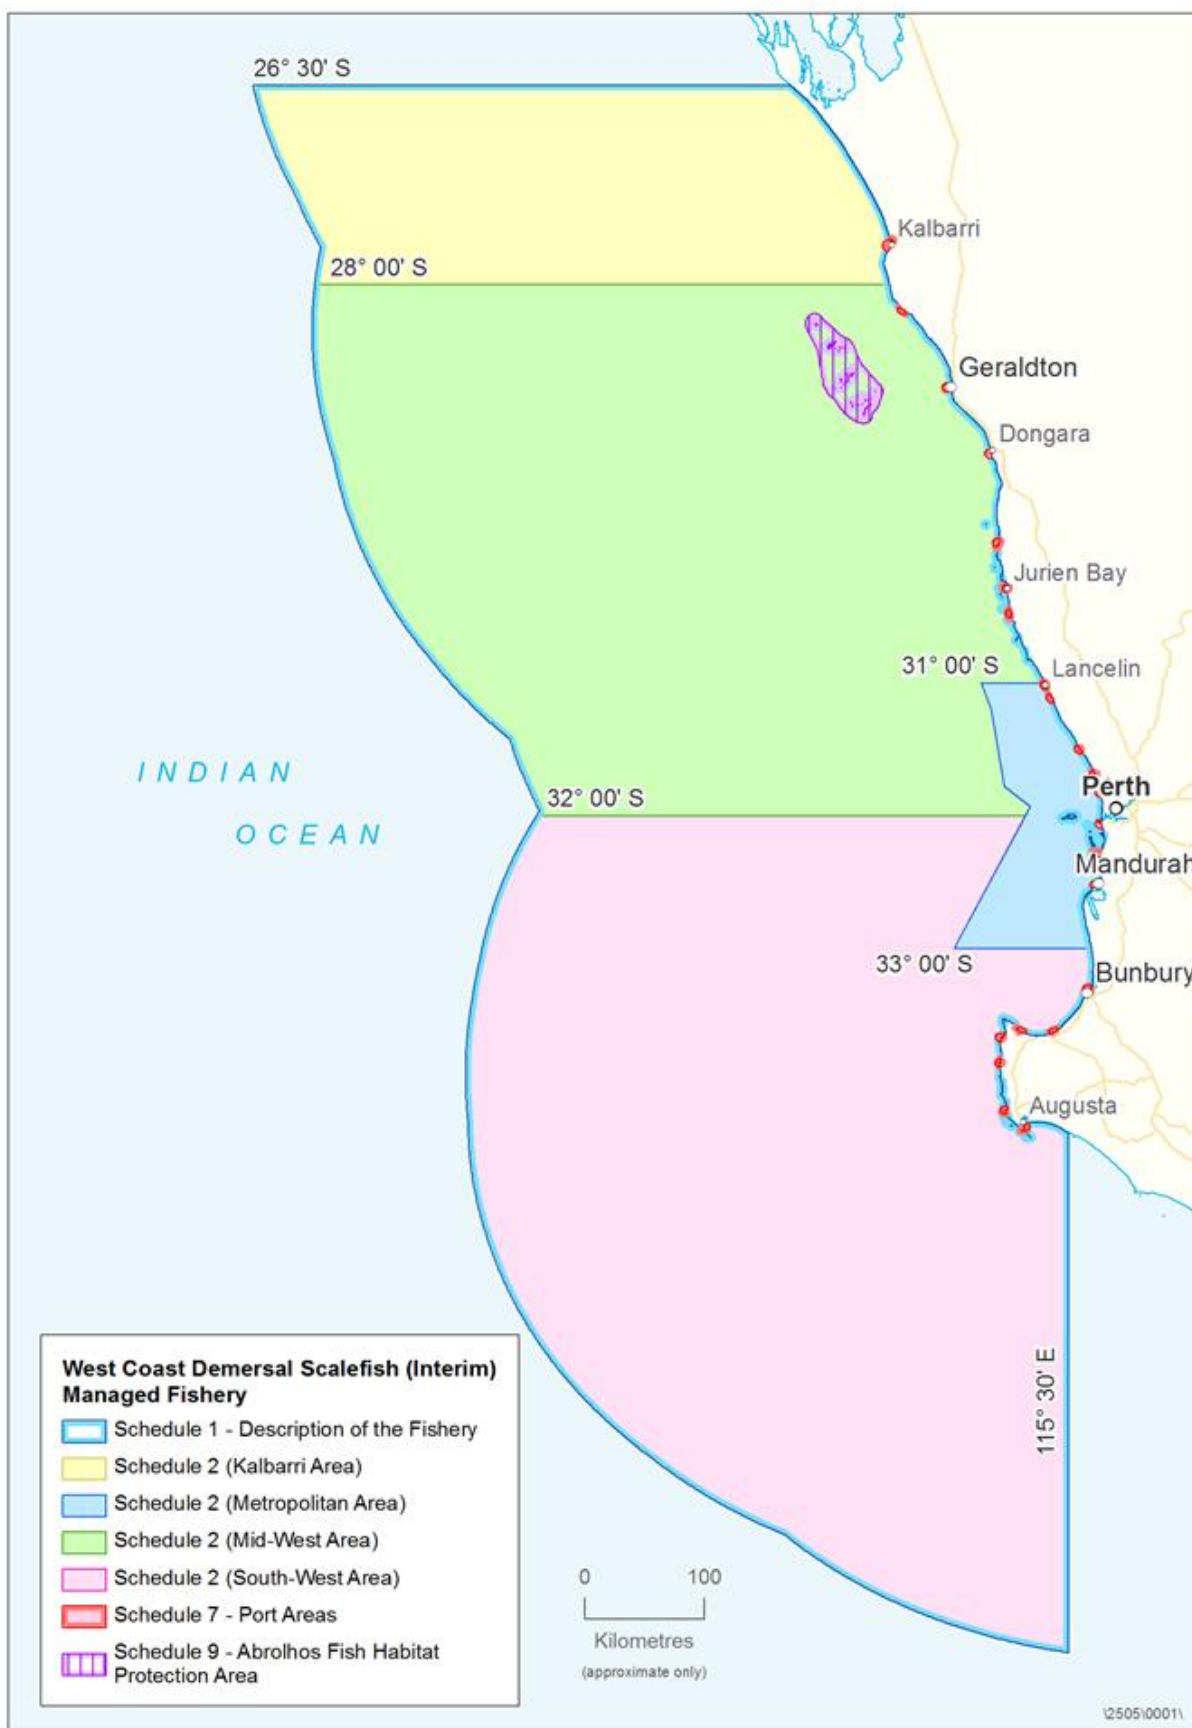 26° 30' S
Kalbarri
28° 00' S
Geraldton
Dongara
Jurien Bay
31° 00' S
Lancelin
INDIAN
OCEAN
Perth
32° 00' S
Mandurah
33° 00' S
Bunbury
Augusta
115° 30' E
West Coast Demersal Scalefish (Interim)
Managed Fishery
Schedule 1 - Description of the Fishery
Schedule 2 (Kalbarri Area)
Schedule 2 (Metropolitan Area)
Schedule 2 (Mid-West Area)
Schedule 2 (South-West Area)
Schedule 7 - Port Areas
Schedule 9 - Abrolhos Fish Habitat
Protection Area
0 100
Kilometres
(approximate only)
\2505\0001\